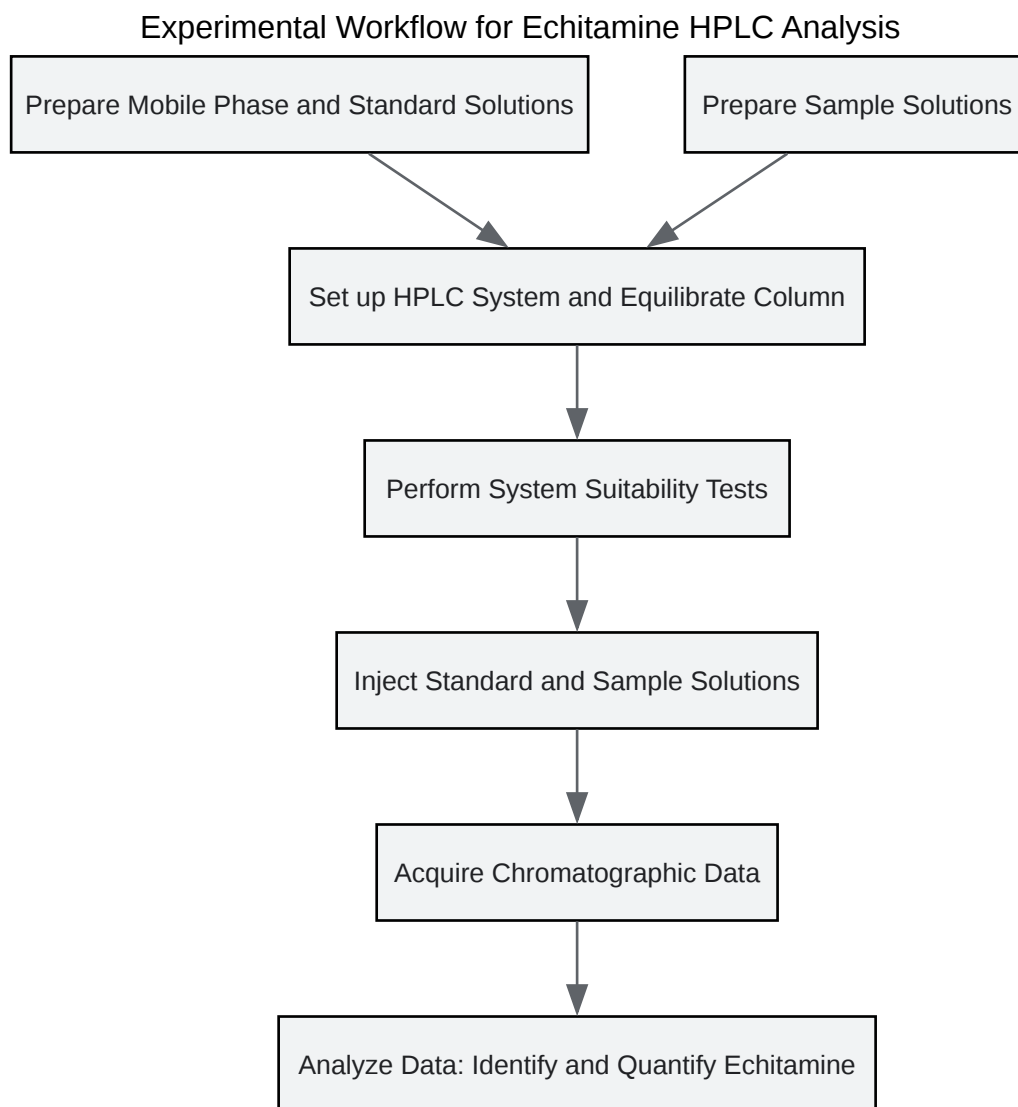 Experimental Workflow for Echitamine HPLC Analysis
Prepare Mobile Phase and Standard Solutions
Prepare Sample Solutions
Set up HPLC System and Equilibrate Column
Perform System Suitability Tests
Inject Standard and Sample Solutions
Acquire Chromatographic Data
Analyze Data: Identify and Quantify Echitamine